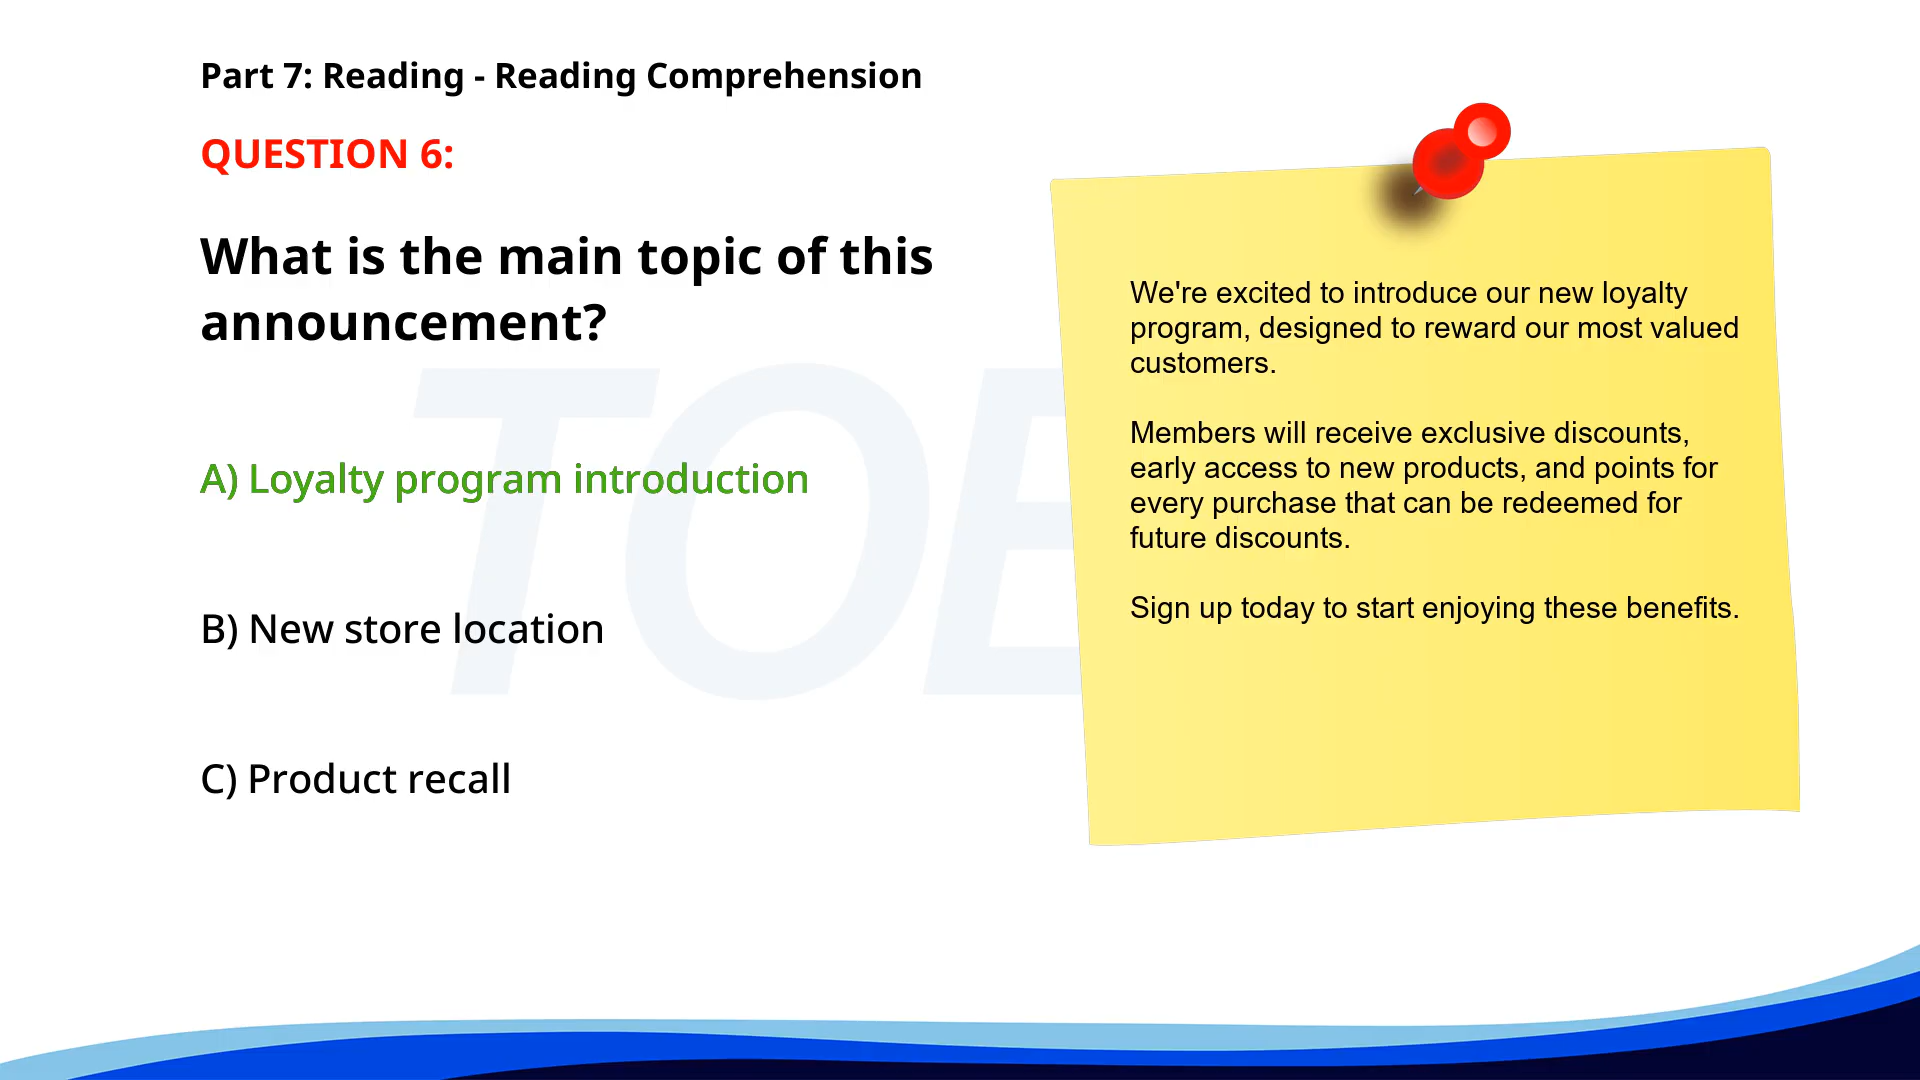 Part 7: Reading - Reading Comprehension
QUESTION 6:
What is the main topic of this
announcement?
A) Loyalty program introduction
B) New store location
C) Product recall
We're excited to introduce our new loyalty
program, designed to reward our most valued
customers.
Members will receive exclusive discounts,
early access to new products, and points for
every purchase that can be redeemed for
future discounts.
Sign up today to start enjoying these benefits.
TOE